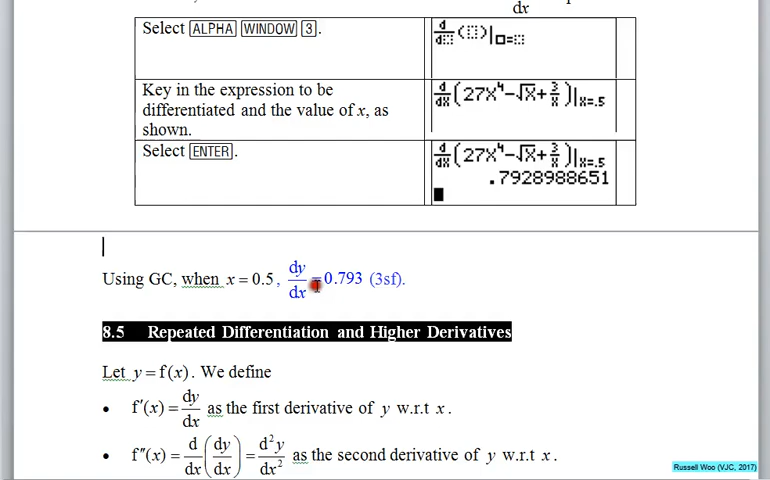 dx
Select ALPHA WINDOW 3.
d/d⬚(⬚)|□=⬚
Key in the expression to be
differentiated and the value of x, as
shown.
d/dX(27X⁴-√X+3/X)|X=.5
Select ENTER.
d/dX(27X⁴-√X+3/X)|X=.5
.7928988651
Using GC, when x = 0.5, dy/dx = 0.793 (3sf).
8.5 Repeated Differentiation and Higher Derivatives
Let y = f(x). We define
• f′(x) = dy/dx as the first derivative of y w.r.t x.
• f″(x) = d/dx(dy/dx) = d²y/dx² as the second derivative of y w.r.t x.
Russell Woo (VJC, 2017)